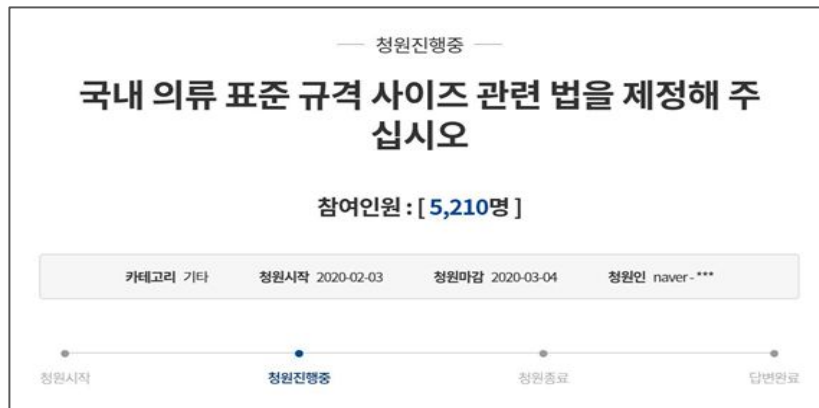 청원진행중
국내 의류 표준 규격 사이즈 관련 법을 제정해 주
십시오
참여인원 : [ 5,210명 ]
카테고리 기타 청원시작 2020-02-03 청원마감 2020-03-04 청원인 naver - ***
청원시작 청원진행중 청원종료 답변완료